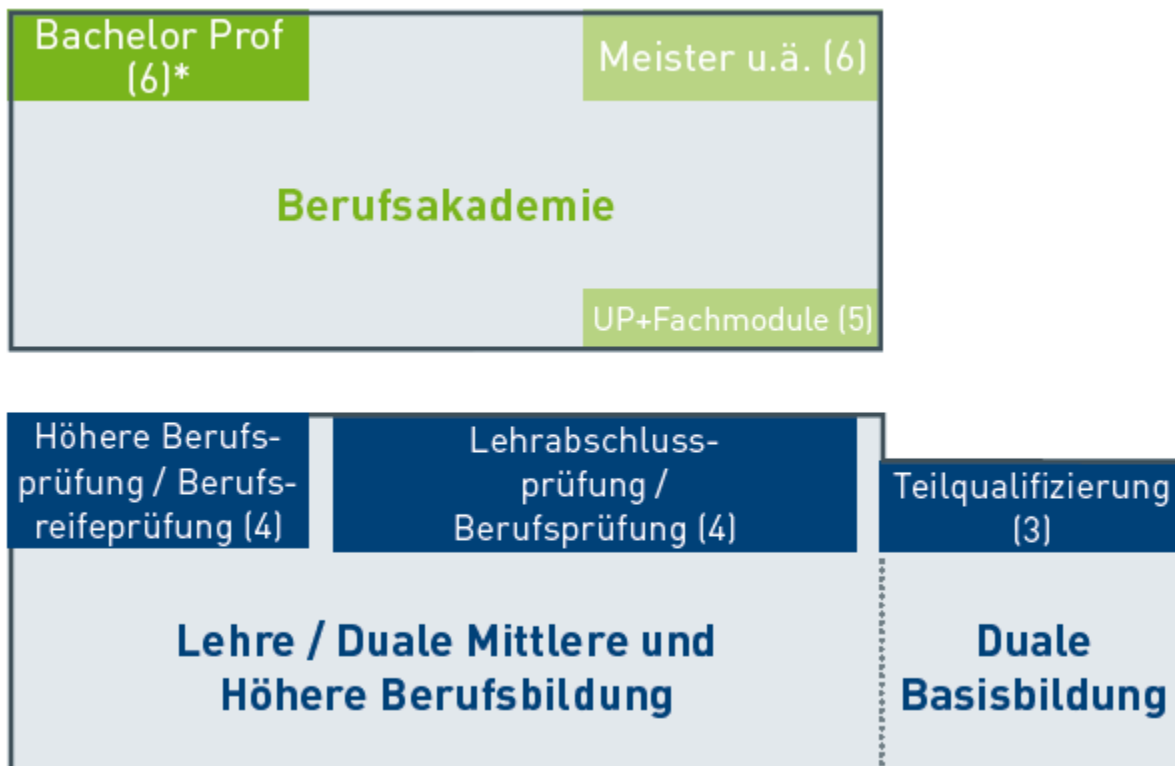 Bachelor Prof
(6)*
Meister u.ä. (6)
Berufsakademie
UP+Fachmodule (5)
Höhere Berufs-
prüfung / Berufs-
reifeprüfung (4)
Lehrabschluss-
prüfung /
Berufsprüfung (4)
Teilqualifizierung
(3)
Lehre / Duale Mittlere und
Höhere Berufsbildung
Duale
Basisbildung